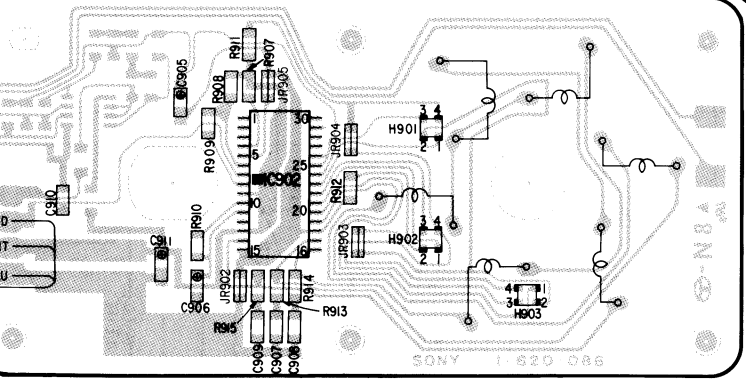 R911
R907
C905
R908
JR905
1
30
3 4
H901
2 1
R909
JR904
5
25
IC902
R912
C910
10
20
R910
3 4
H902
2 1
JR903
C911
15
16
C906
JR902
R914
4 1
3 2
H903
R915
R913
C909
C907
C908
SONY 1-620 086